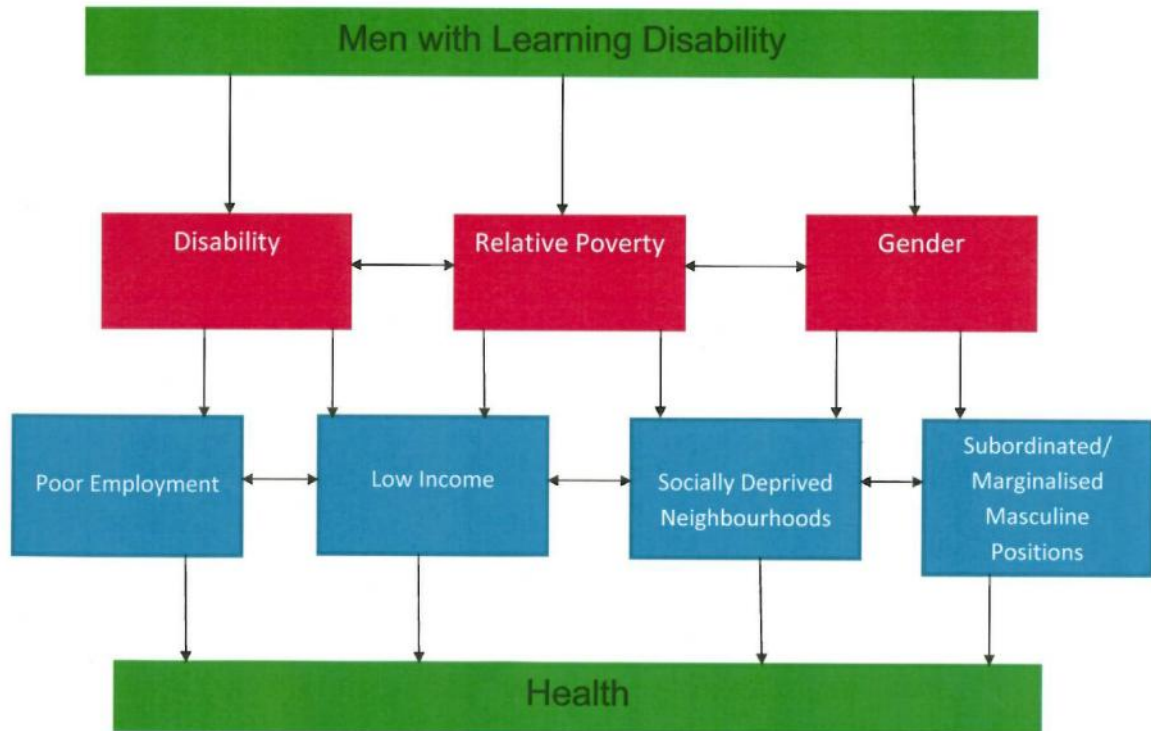 Men with Learning Disability
Disability
Relative Poverty
Gender
Poor Employment
Low Income
Socially Deprived
Neighbourhoods
Subordinated/
Marginalised
Masculine
Positions
Health